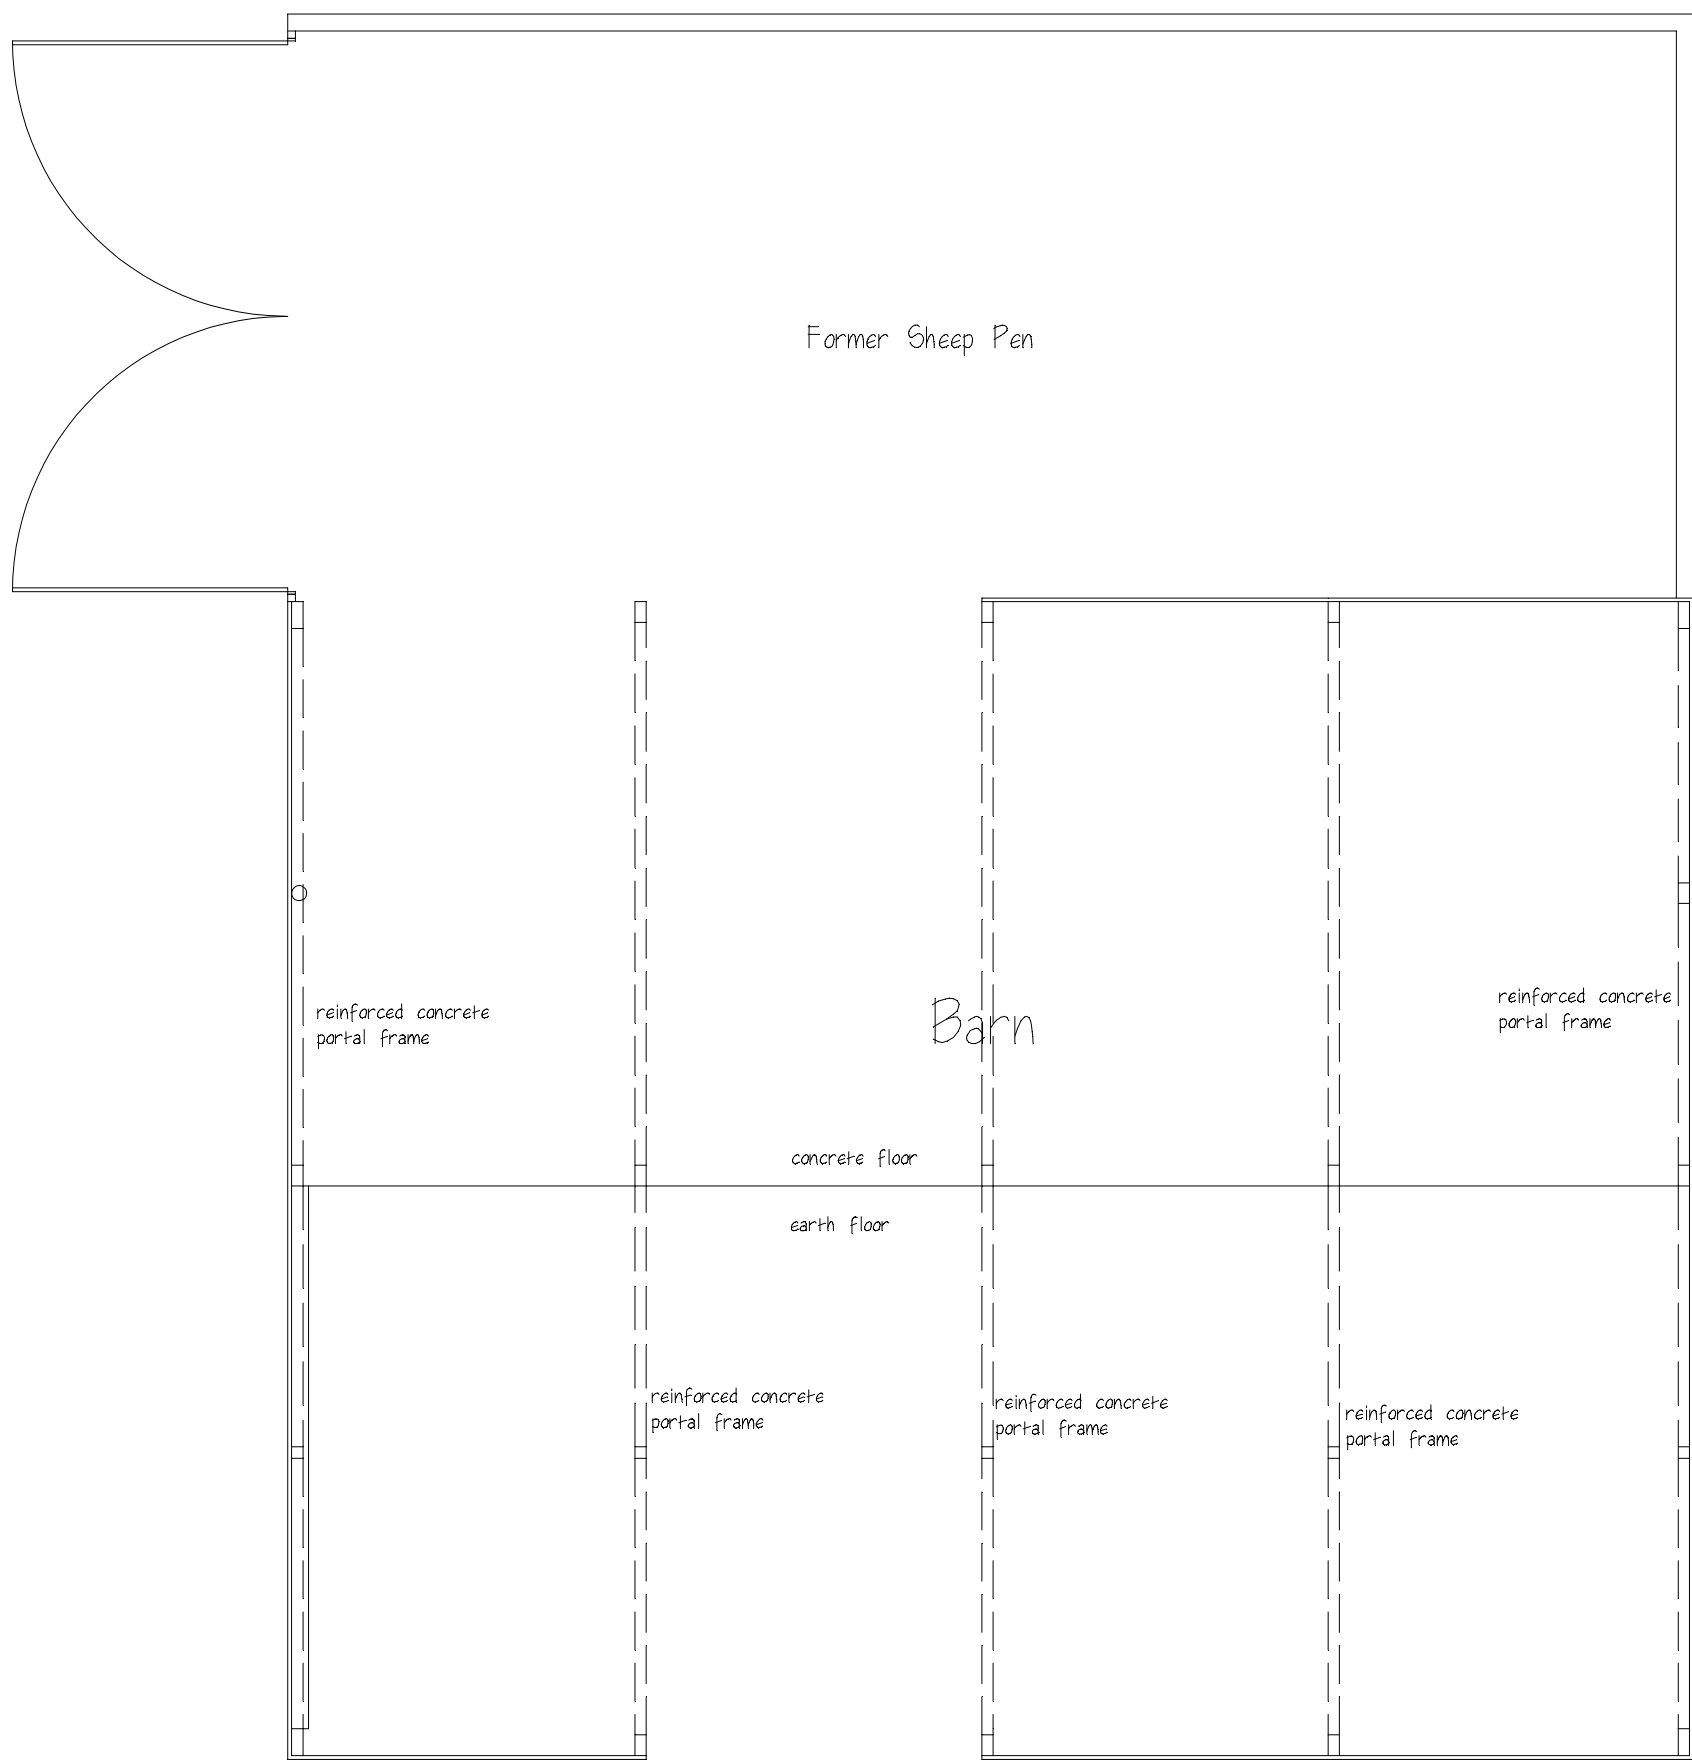 Former Sheep Pen
reinforced concrete
portal frame
Barn
reinforced concrete
portal frame
concrete floor
earth floor
reinforced concrete
portal frame
reinforced concrete
portal frame
reinforced concrete
portal frame